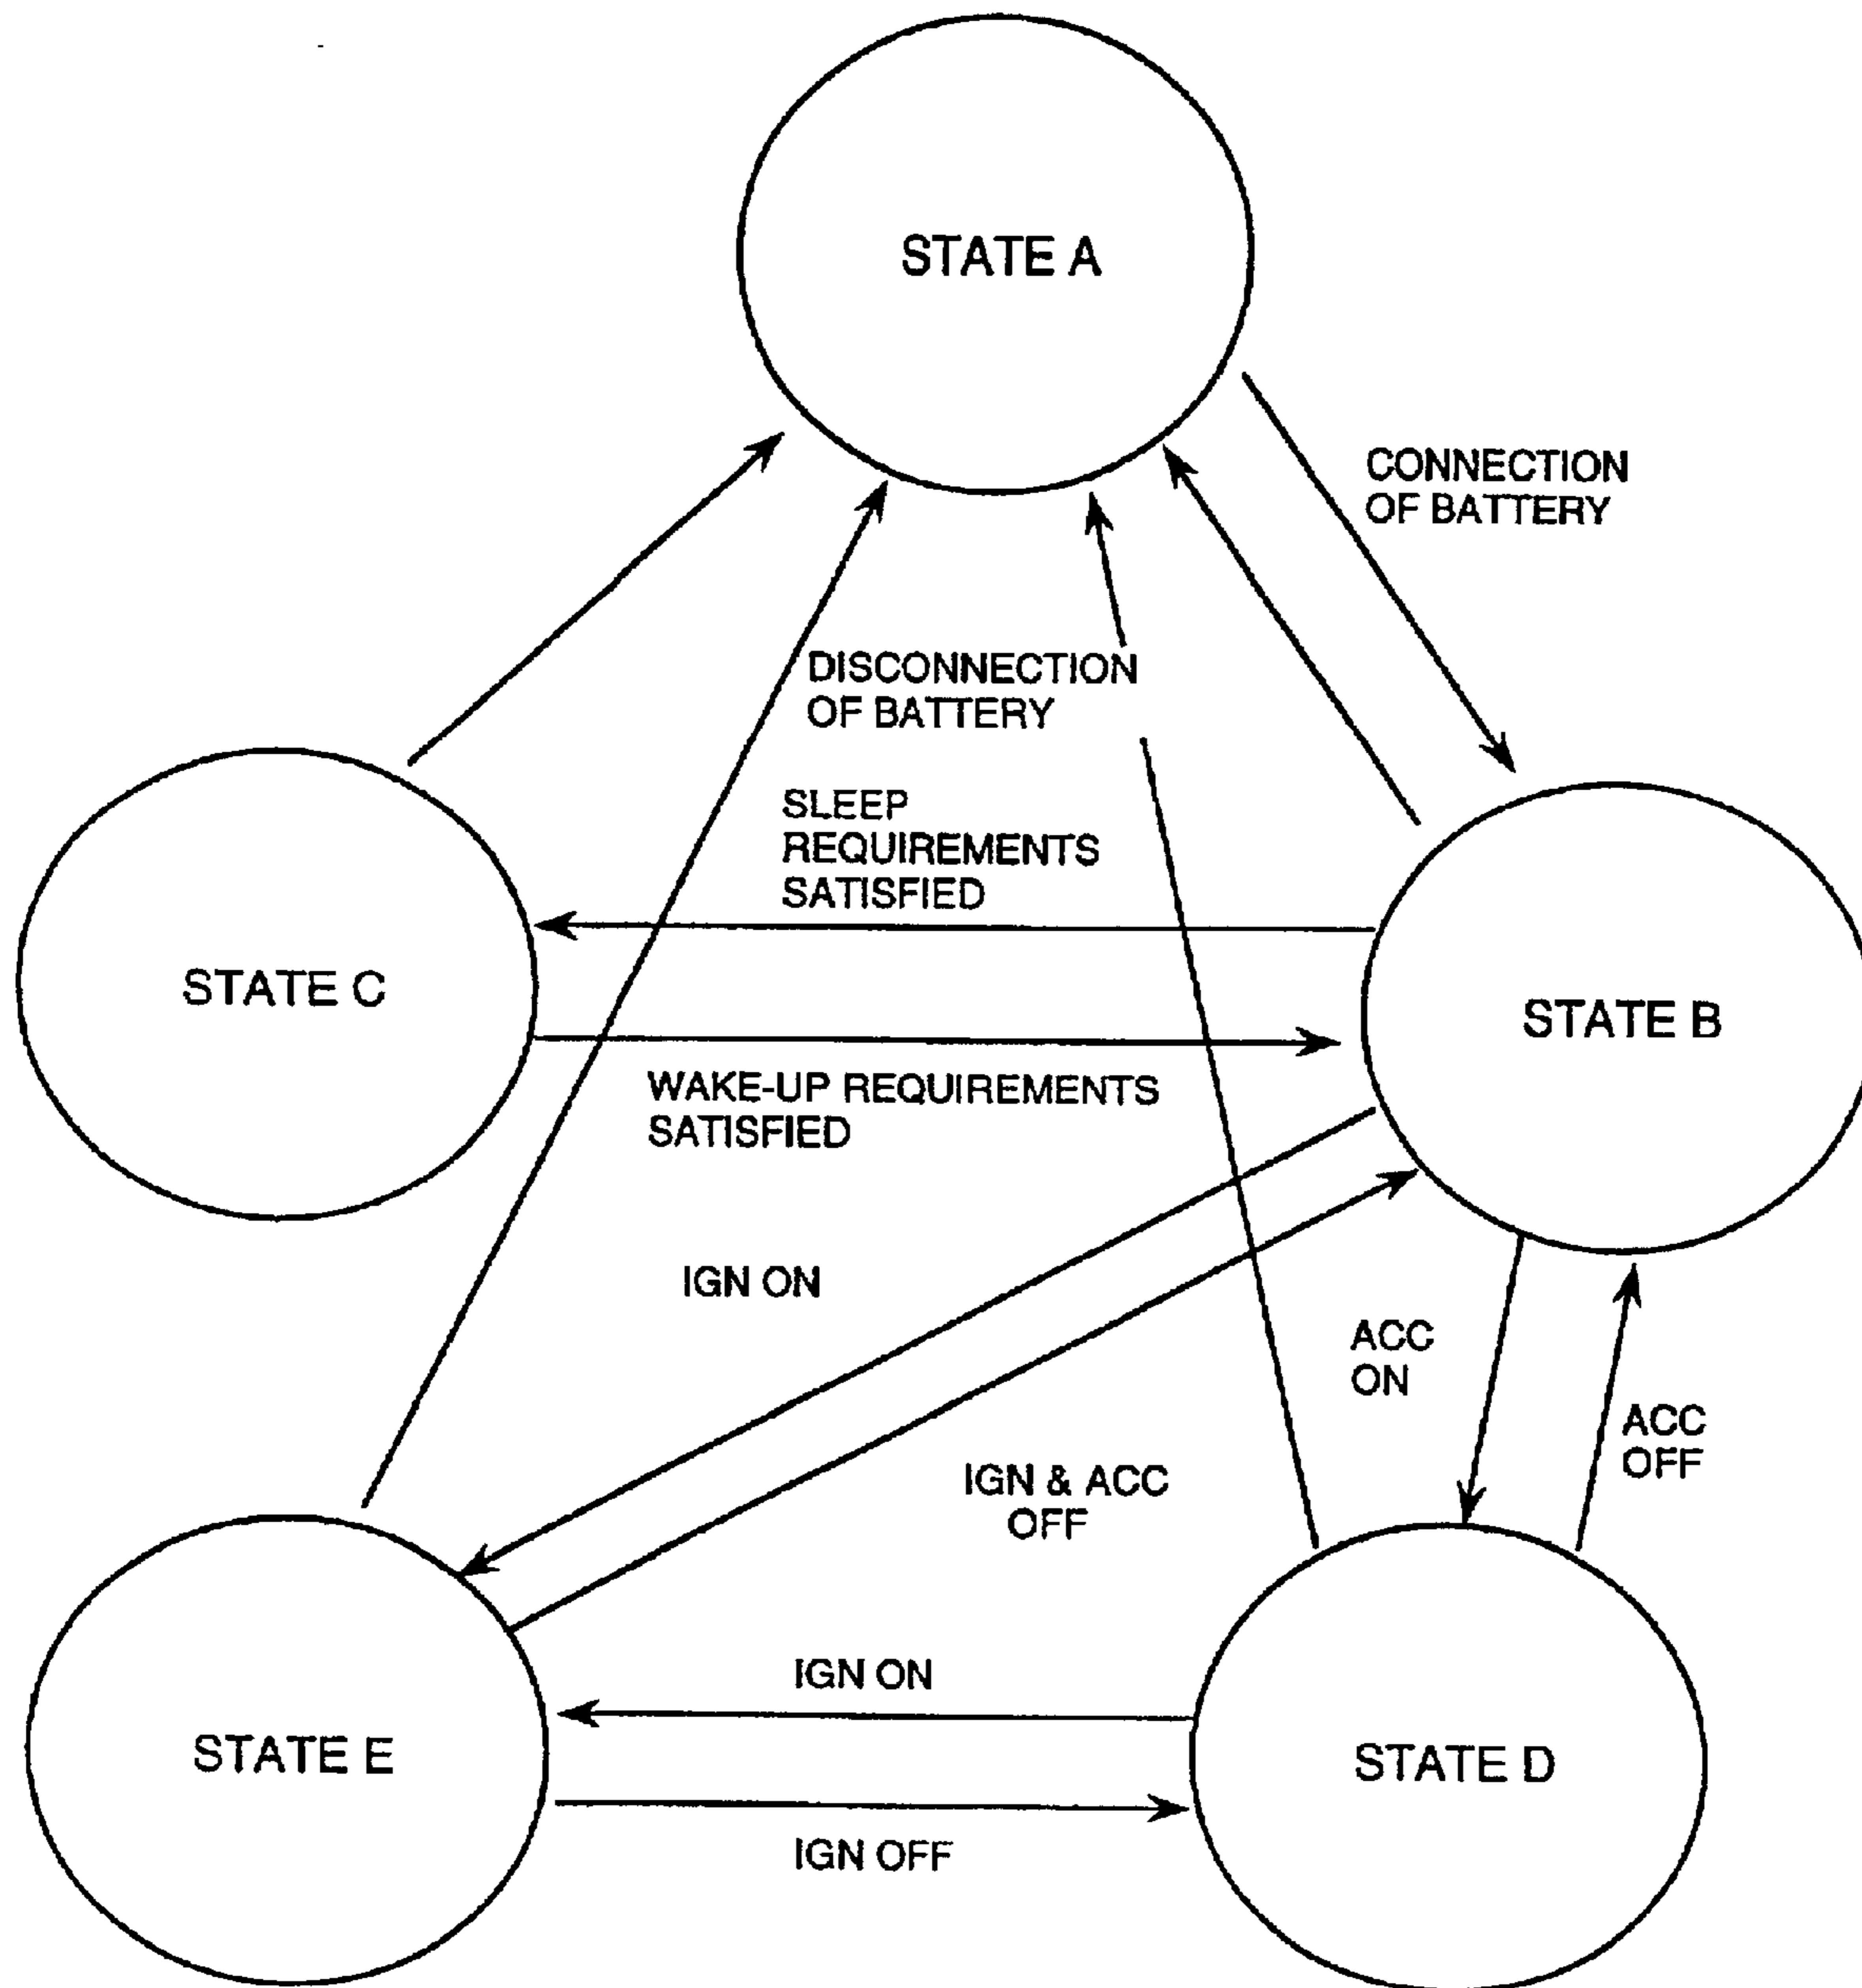 STATE A
CONNECTION
OF BATTERY
DISCONNECTION
OF BATTERY
SLEEP
REQUIREMENTS
SATISFIED
STATE C
STATE B
WAKE-UP REQUIREMENTS
SATISFIED
IGN ON
ACC
ON
ACC
OFF
IGN & ACC
OFF
IGN ON
STATE E
STATE D
IGN OFF